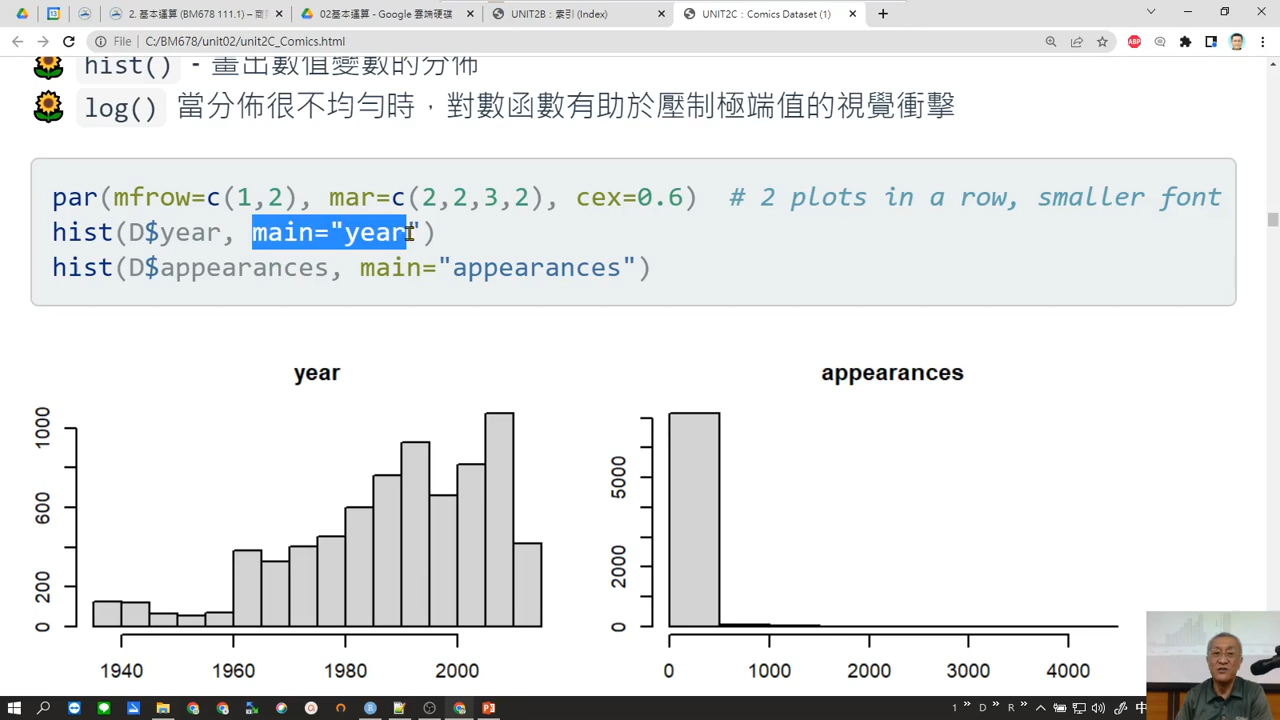 2. 基本運算 (BM678 111.1) – 商
02基本運算 - Google 雲端硬碟
UNIT2B：索引 (Index)
UNIT2C：Comics Dataset (1)
File
C:/BM678/unit02/unit2C_Comics.html
ABP
hist() - 畫出數值變數的分佈
log() 當分佈很不均勻時，對數函數有助於壓制極端值的視覺衝擊
par(mfrow=c(1,2), mar=c(2,2,3,2), cex=0.6)  # 2 plots in a row, smaller font
hist(D$year, main="year")
hist(D$appearances, main="appearances")
year
1000
600
200
0
1940 1960 1980 2000
appearances
5000
2000
0
0 1000 2000 3000 4000
1 » D » R » 中